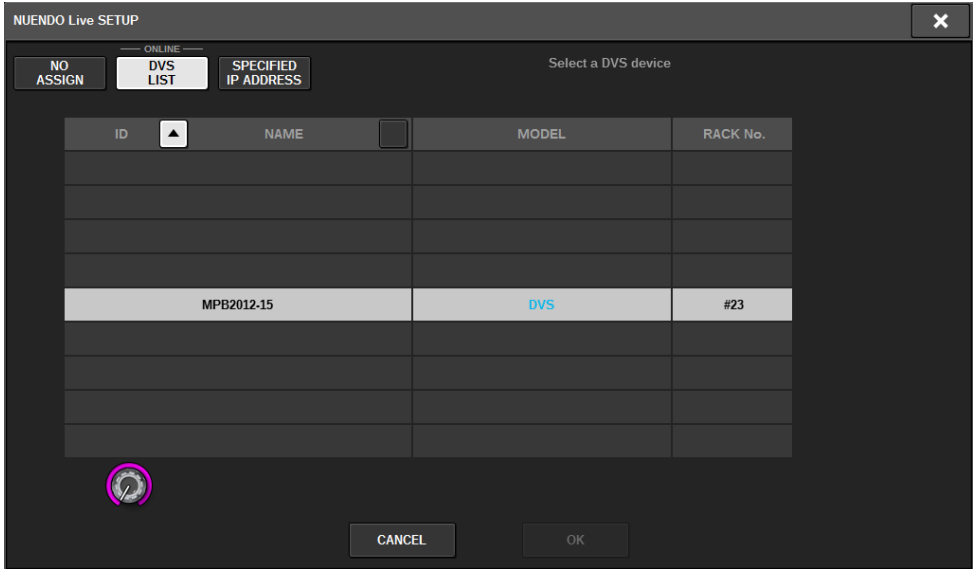 NUENDO Live SETUP
ONLINE
NO ASSIGN
DVS LIST
SPECIFIED IP ADDRESS
Select a DVS device
ID NAME MODEL RACK No.
MPB2012-15 DVS #23
CANCEL OK